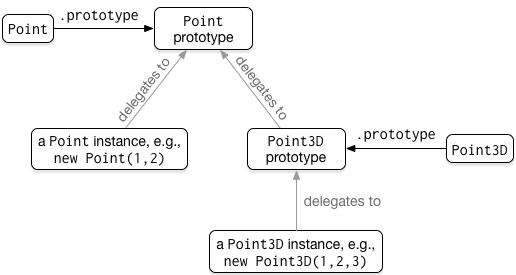 Point
.prototype
Point
prototype
delegates to
delegates to
a Point instance, e.g.,
new Point(1,2)
Point3D
prototype
.prototype
Point3D
delegates to
a Point3D instance, e.g.,
new Point3D(1,2,3)